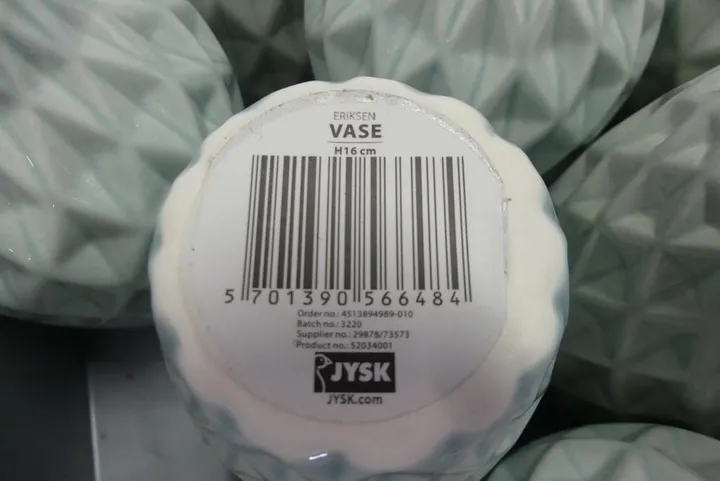 ERIKSEN
VASE
H16 cm
5 701390 566484
Order no.: 4513894989-010
Batch no.: 3220
Supplier no.: 29878/73573
Product no.: 52034001
JYSK
JYSK.com